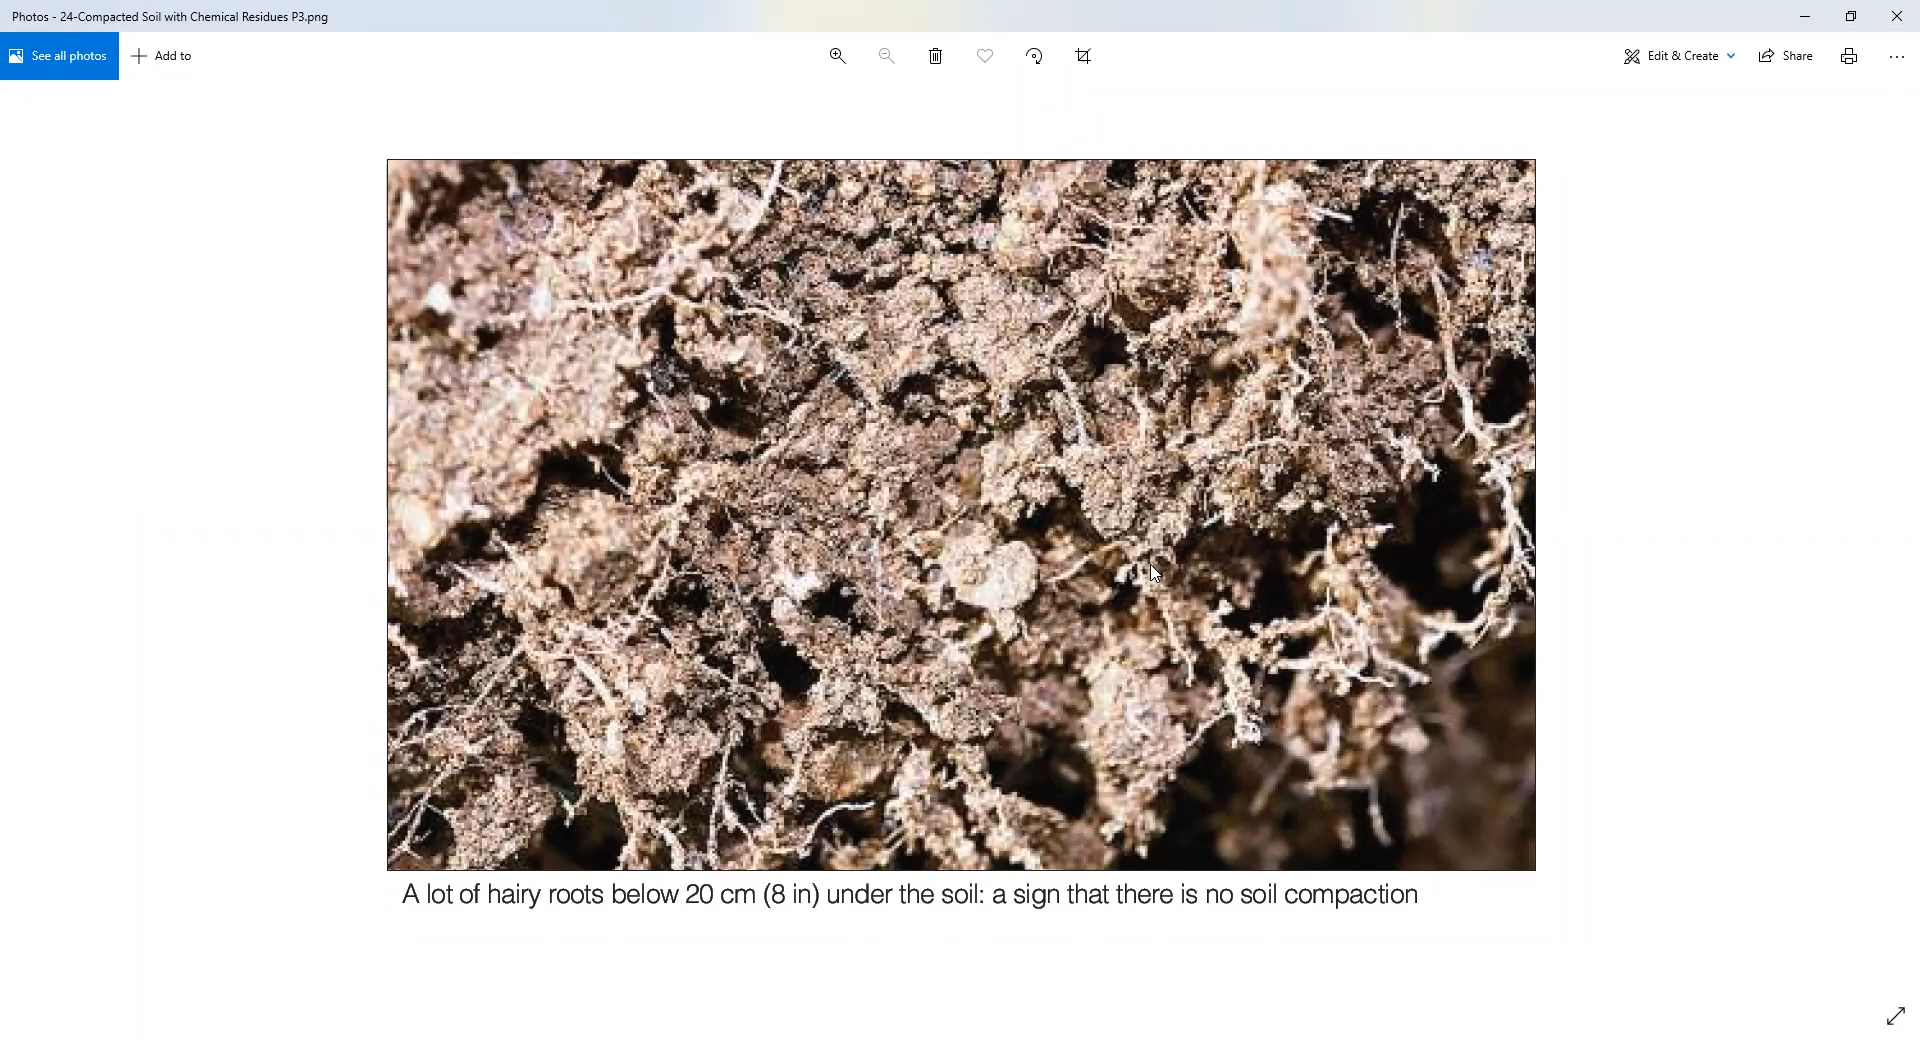 Photos - 24-Compacted Soil with Chemical Residues P3.png
See all photos
Add to
Edit & Create
Share
A lot of hairy roots below 20 cm (8 in) under the soil: a sign that there is no soil compaction